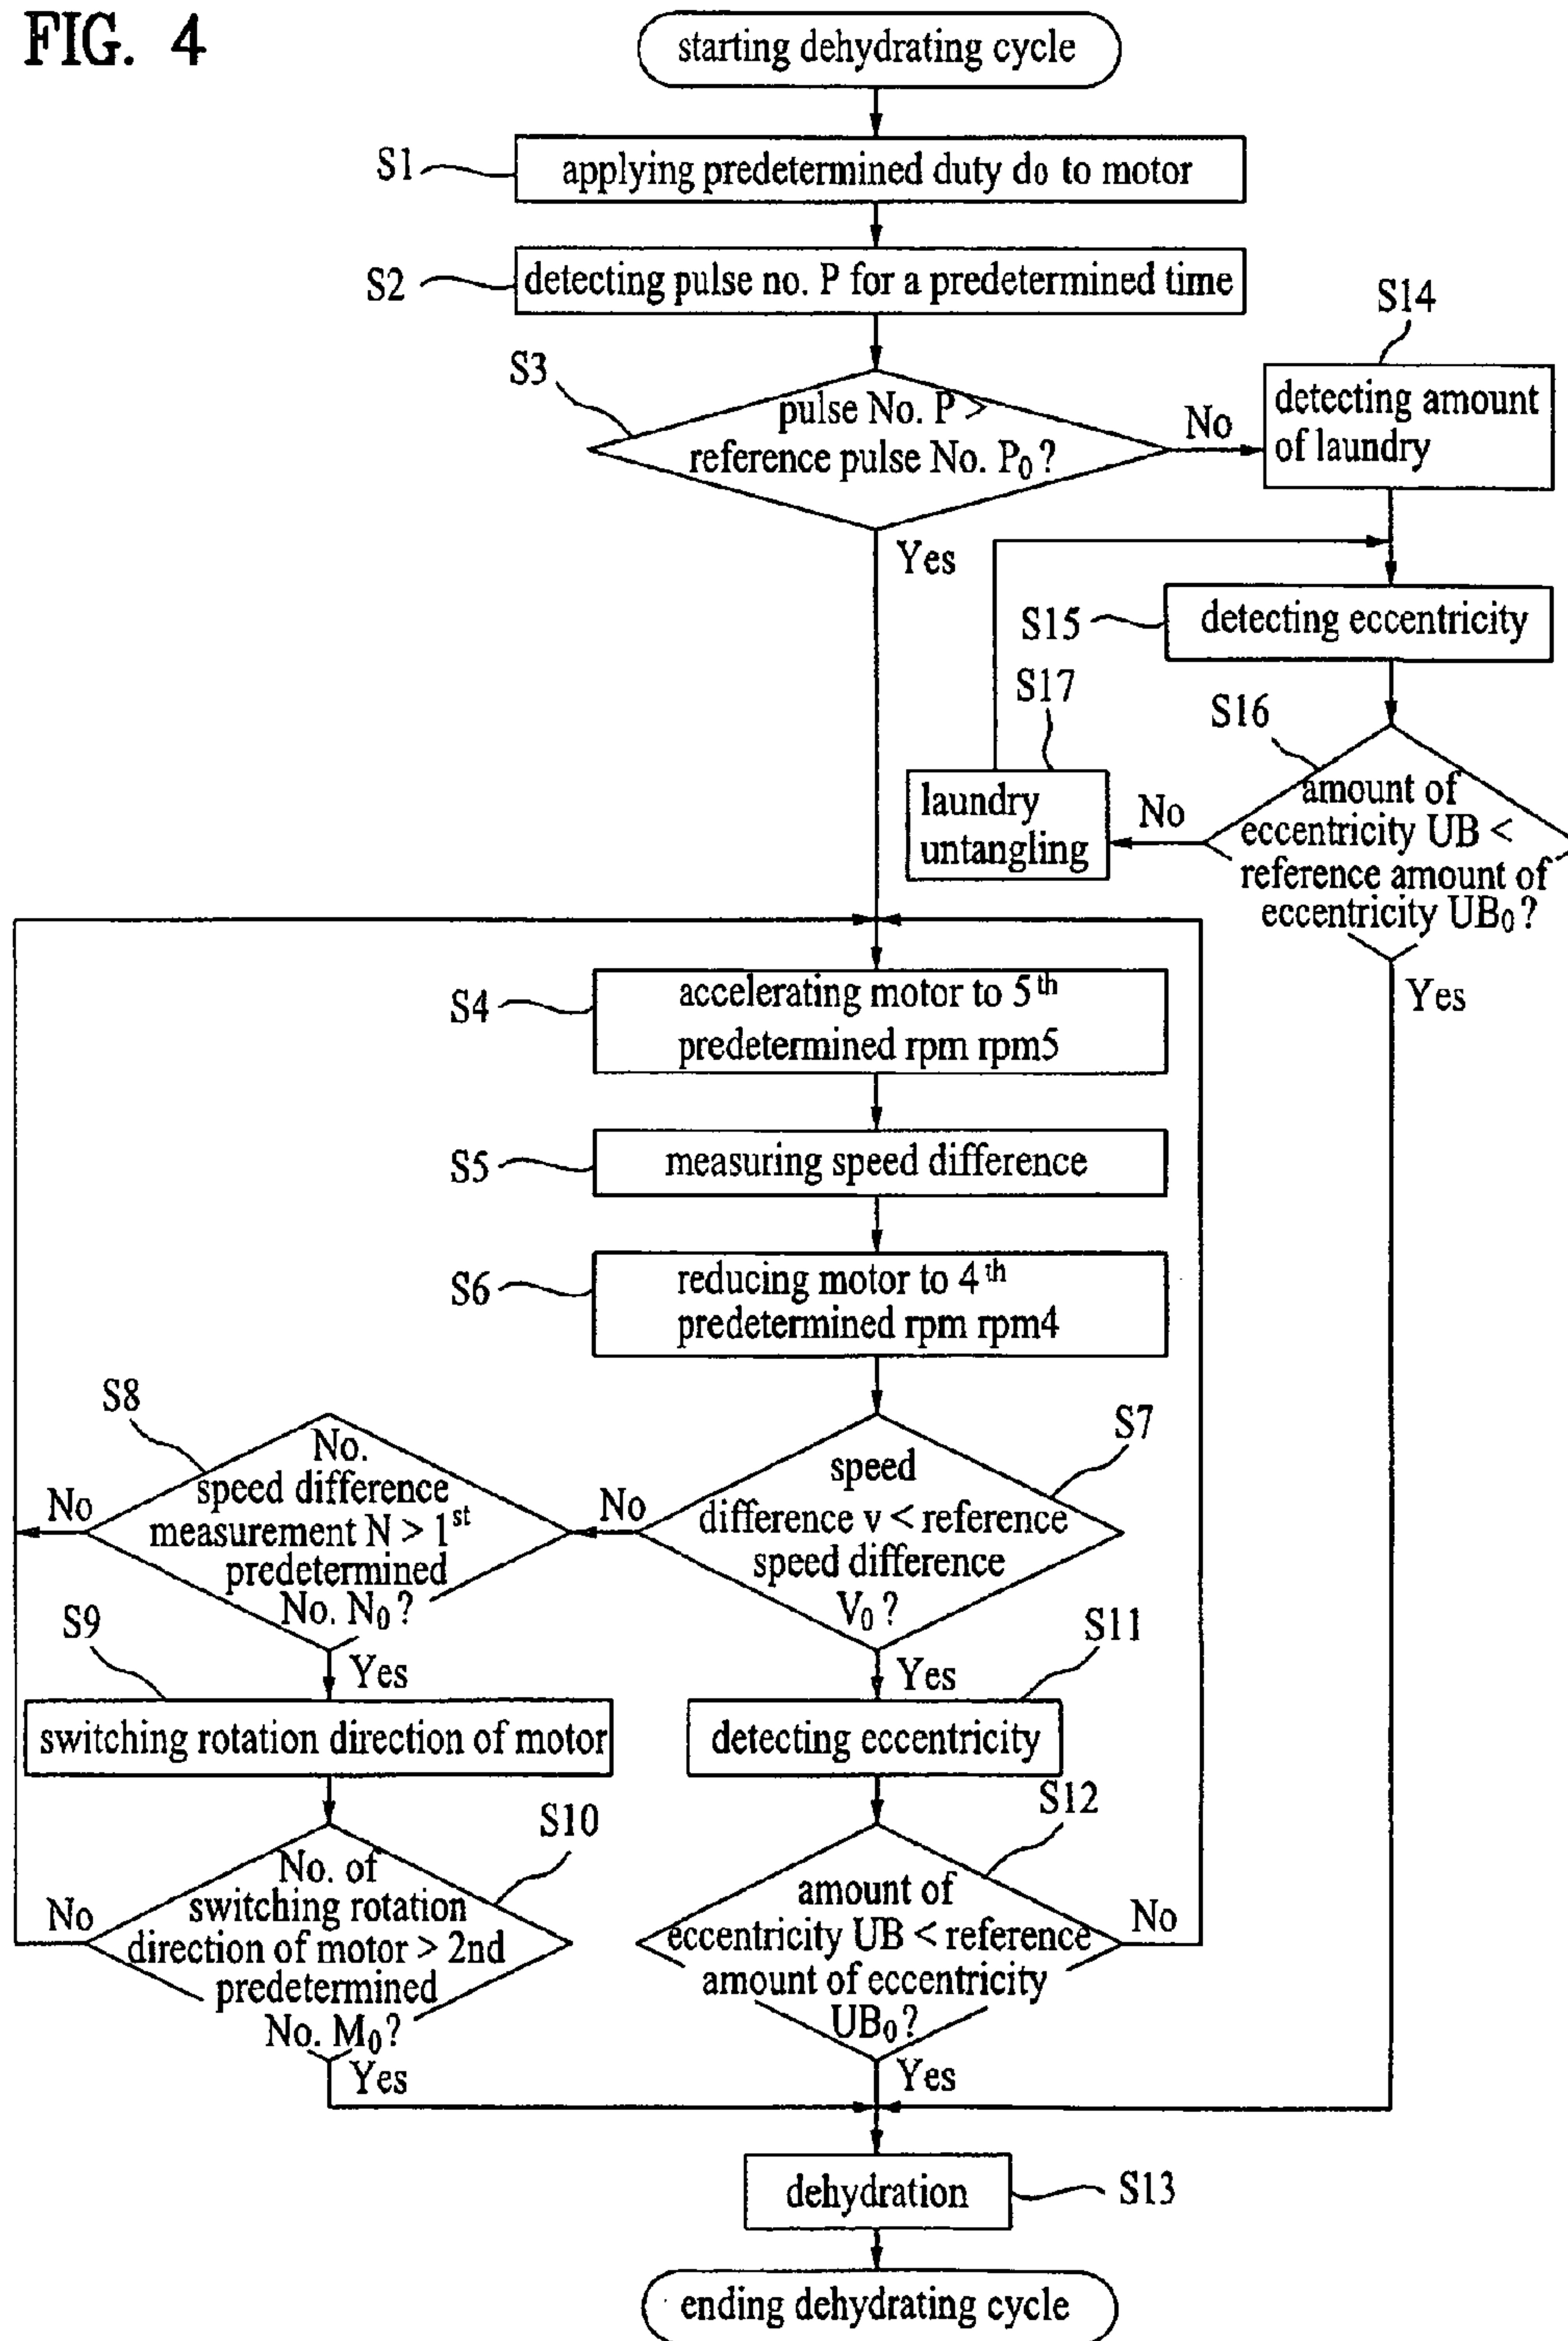 FIG. 4
starting dehydrating cycle
S1
applying predetermined duty d₀ to motor
S2
detecting pulse no. P for a predetermined time
S3
pulse No. P >
reference pulse No. P₀ ?
No
Yes
S14
detecting amount
of laundry
S15
detecting eccentricity
S17
laundry
untangling
S16
amount of
eccentricity UB <
reference amount of
eccentricity UB₀ ?
No
Yes
S4
accelerating motor to 5th
predetermined rpm rpm5
S5
measuring speed difference
S6
reducing motor to 4th
predetermined rpm rpm4
S7
speed
difference v < reference
speed difference
V₀ ?
No
Yes
S8
No.
speed difference
measurement N > 1st
predetermined
No. N₀ ?
No
Yes
S9
switching rotation direction of motor
S10
No. of
switching rotation
direction of motor > 2nd
predetermined
No. M₀?
No
Yes
S11
detecting eccentricity
S12
amount of
eccentricity UB < reference
amount of eccentricity
UB₀ ?
No
Yes
dehydration
S13
ending dehydrating cycle